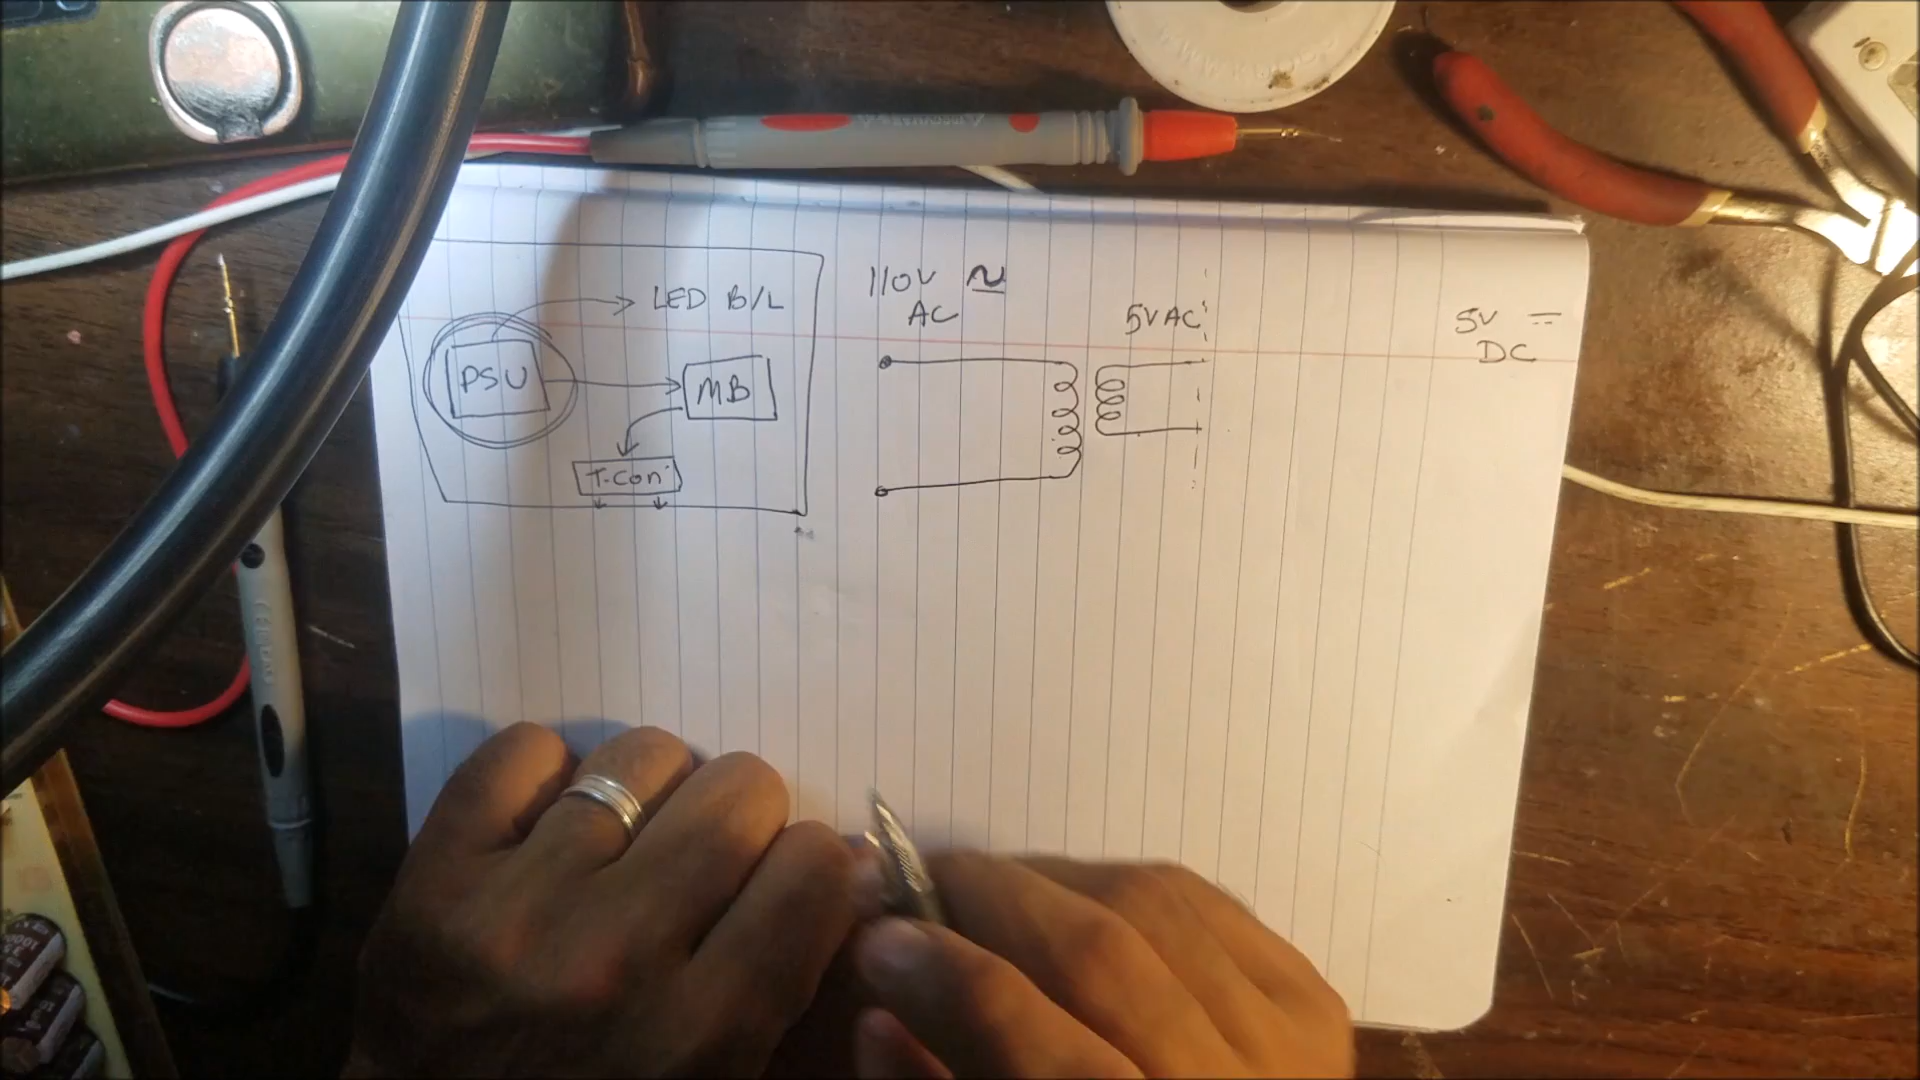 LED B/L
PSU
MB
T-Con
110V ~
AC
5VAC
5V ⎓
DC